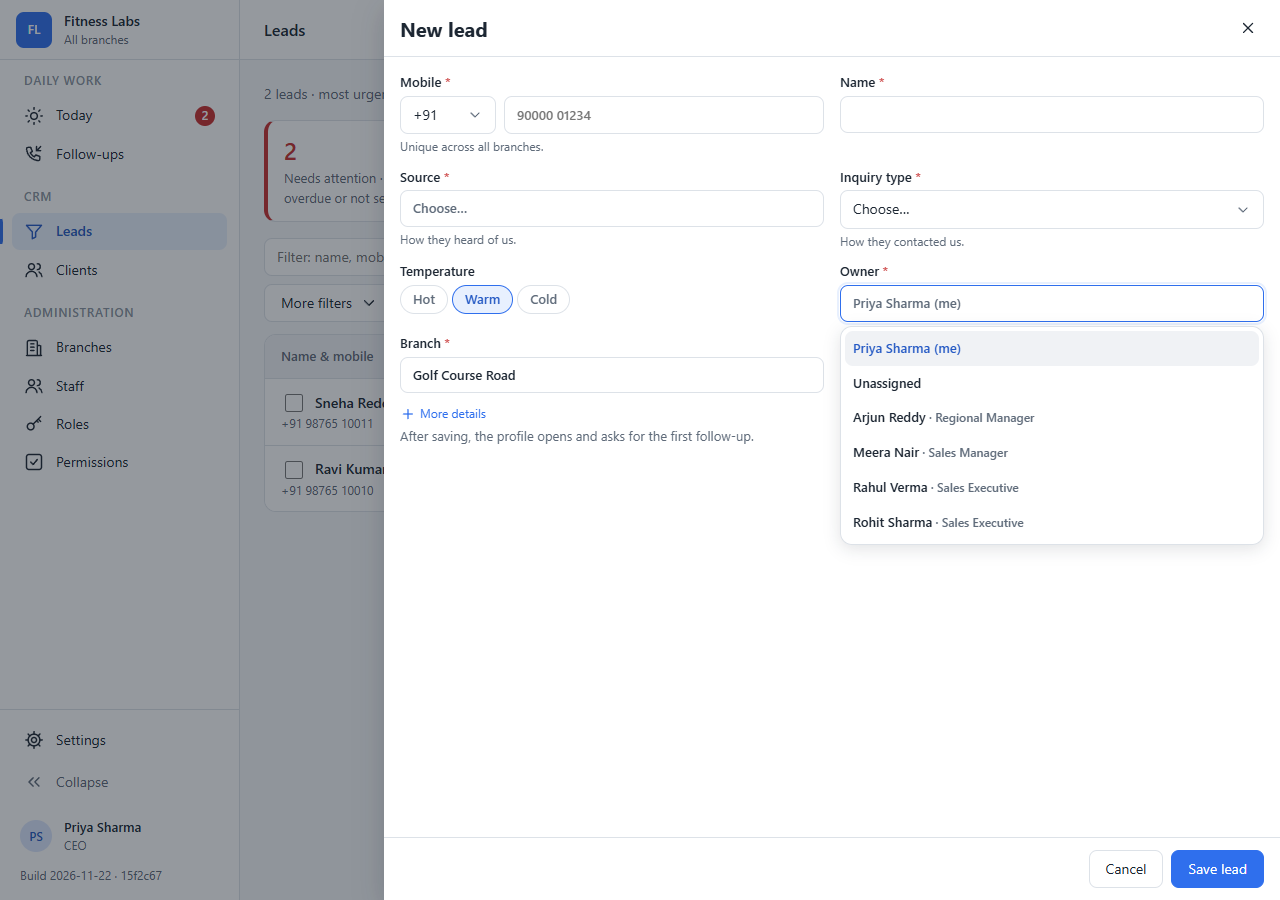 FL
Fitness Labs
All branches
DAILY WORK
Today
2
Follow-ups
CRM
Leads
Clients
ADMINISTRATION
Branches
Staff
Roles
Permissions
Settings
Collapse
PS
Priya Sharma
CEO
Build 2026-11-22 · 15f2c67
Leads
2 leads · most urge
2
Needs attention ·
overdue or not se
Filter: name, mob
More filters
Name & mobile
Sneha Redd
+91 98765 10011
Ravi Kumar
+91 98765 10010
New lead
Mobile *
+91
90000 01234
Unique across all branches.
Name *
Source *
Choose...
How they heard of us.
Inquiry type *
Choose...
How they contacted us.
Temperature
Hot
Warm
Cold
Owner *
Priya Sharma (me)
Priya Sharma (me)
Unassigned
Arjun Reddy · Regional Manager
Meera Nair · Sales Manager
Rahul Verma · Sales Executive
Rohit Sharma · Sales Executive
Branch *
Golf Course Road
+ More details
After saving, the profile opens and asks for the first follow-up.
Cancel
Save lead